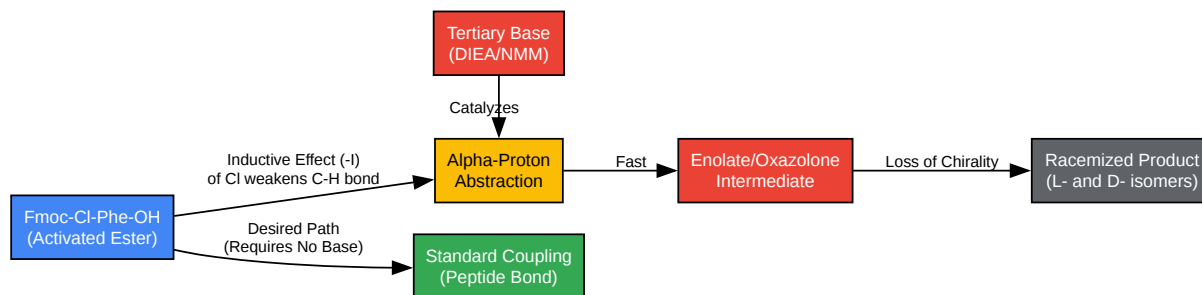 Tertiary Base
(DIEA/NMM)
Catalyzes
Inductive Effect (-I)
of Cl weakens C-H bond
Alpha-Proton
Abstraction
Fast
Enolate/Oxazolone
Intermediate
Loss of Chirality
Racemized Product
(L- and D- isomers)
Fmoc-Cl-Phe-OH
(Activated Ester)
Desired Path
(Requires No Base)
Standard Coupling
(Peptide Bond)